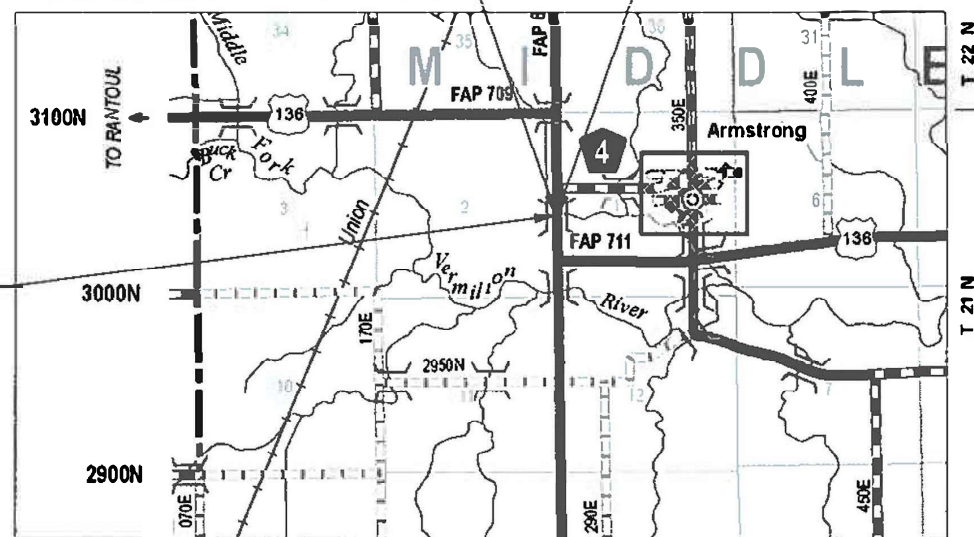 34
Middle
35
36
31
M I D D L E
T 22 N
FAP
FAP 709
350E
400E
3100N
TO RANTOUL
136
4
Armstrong
Buck
Cr
Fork
3
2
6
Union
FAP 711
136
Vermilion
River
3000N
170E
2950N
T 21 N
10
11
12
7
2900N
070E
290E
450E